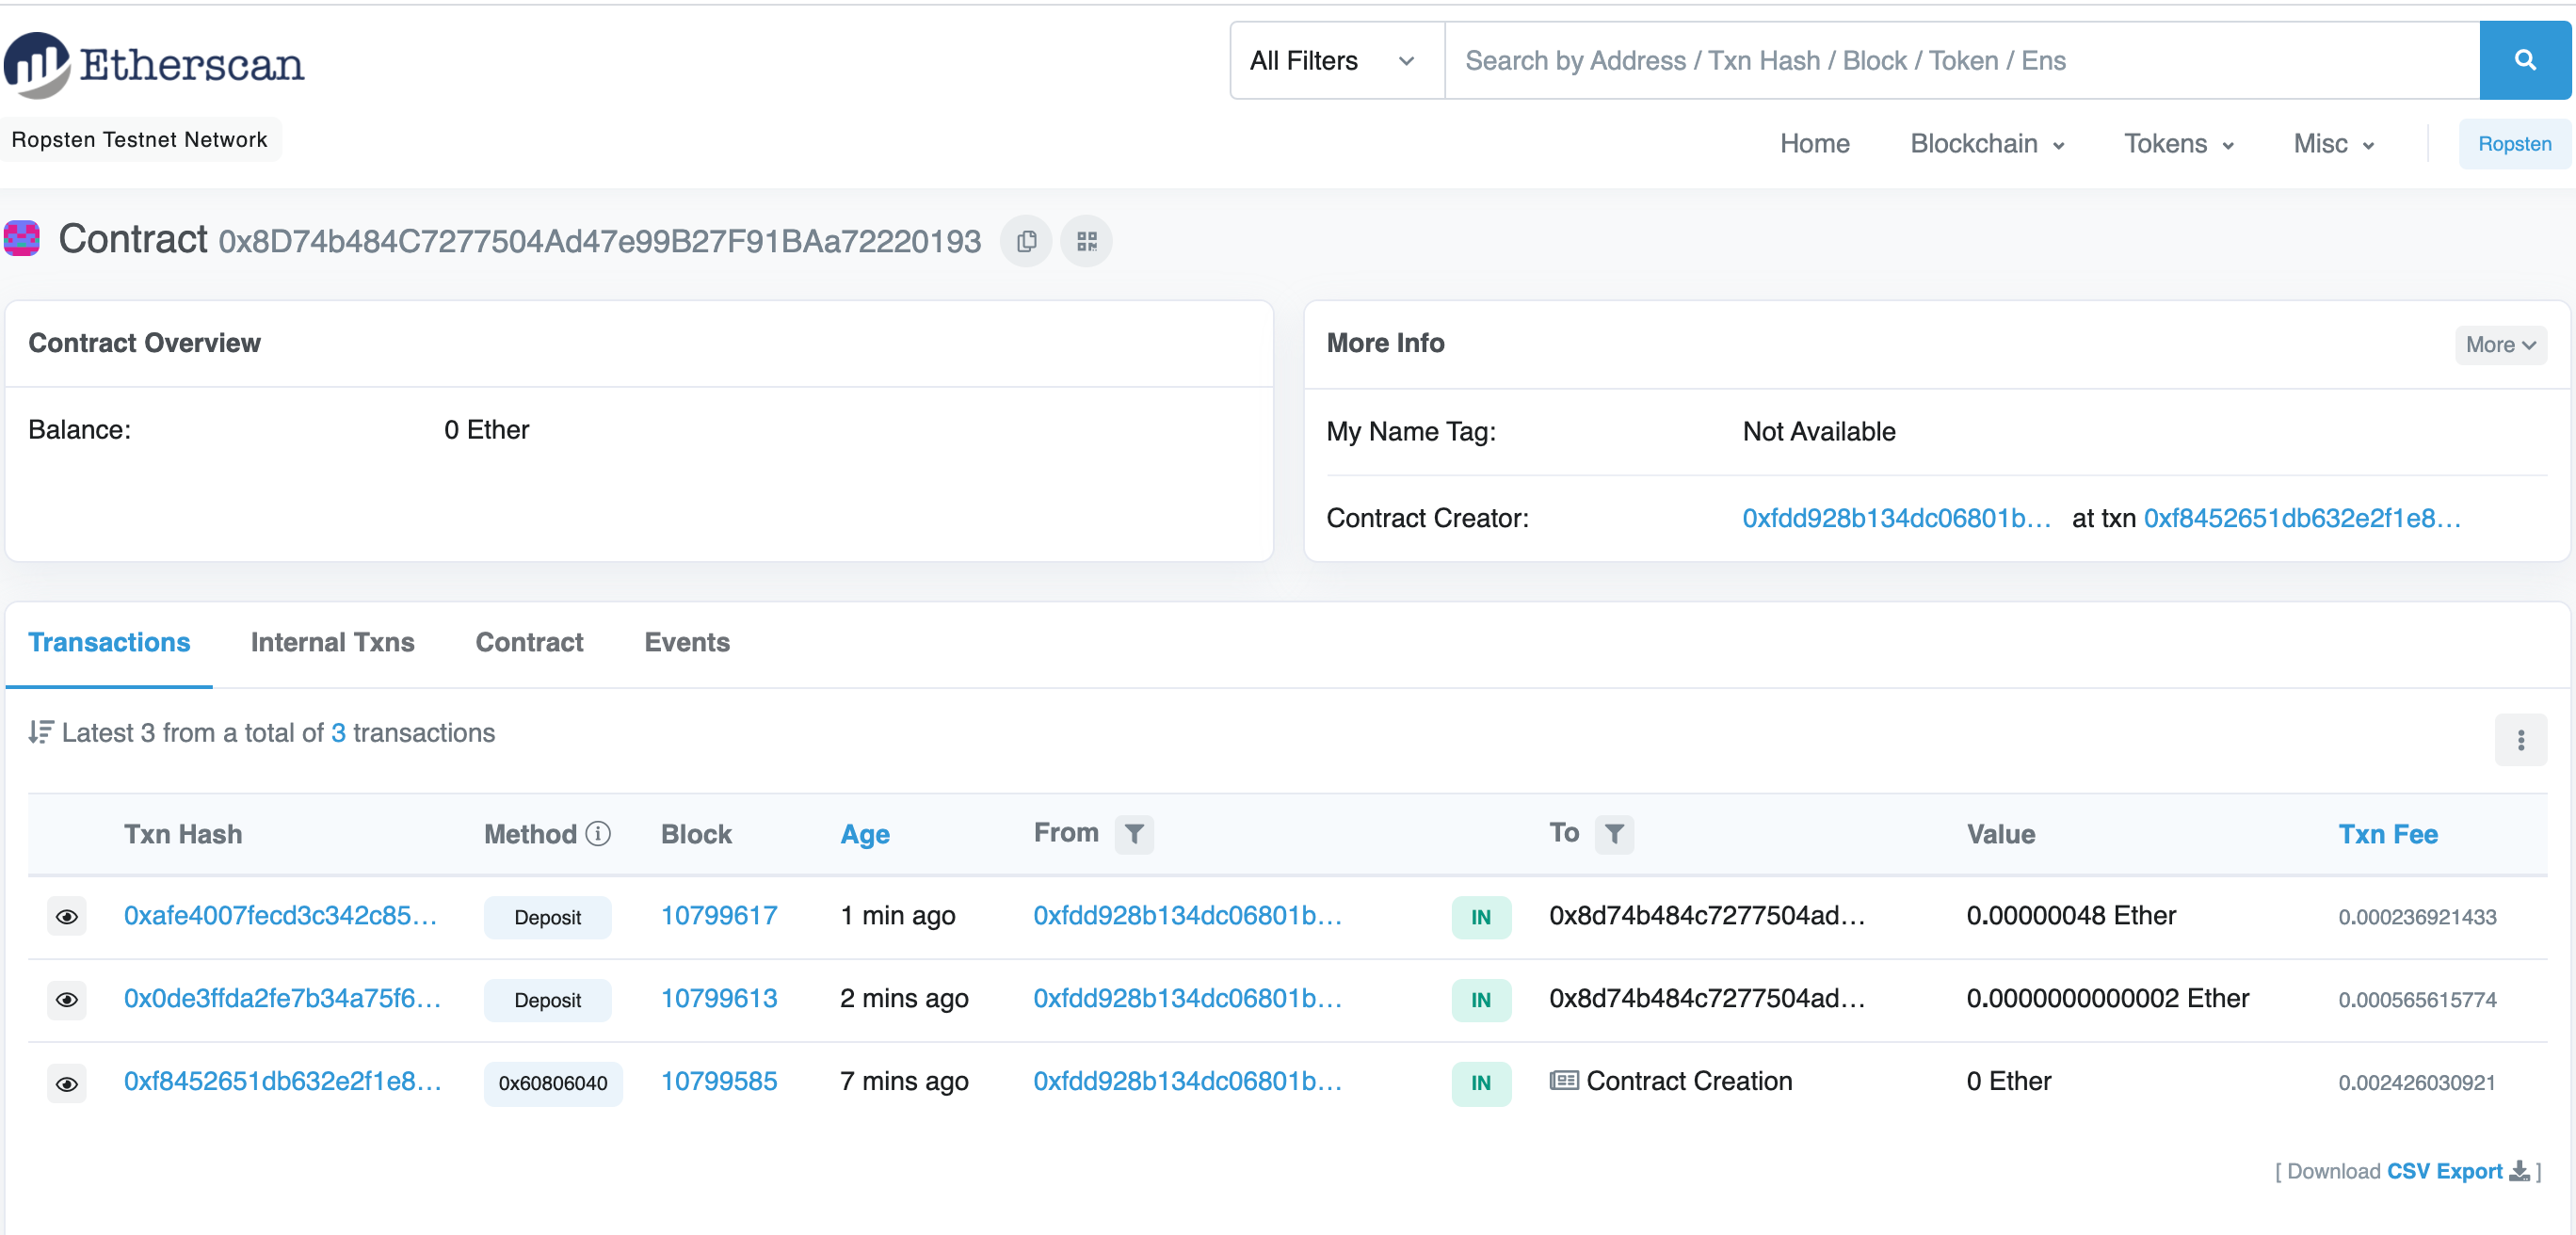 Etherscan
All Filters Search by Address / Txn Hash / Block / Token / Ens
Ropsten Testnet Network
Home Blockchain Tokens Misc Ropsten
Contract 0x8D74b484C7277504Ad47e99B27F91BAa72220193
Contract Overview
Balance: 0 Ether
More Info More
My Name Tag: Not Available
Contract Creator: 0xfdd928b134dc06801b... at txn 0xf8452651db632e2f1e8...
Transactions Internal Txns Contract Events
Latest 3 from a total of 3 transactions
Txn Hash Method Block Age From To Value Txn Fee
0xafe4007fecd3c342c85... Deposit 10799617 1 min ago 0xfdd928b134dc06801b... IN 0x8d74b484c7277504ad... 0.00000048 Ether 0.000236921433
0x0de3ffda2fe7b34a75f6... Deposit 10799613 2 mins ago 0xfdd928b134dc06801b... IN 0x8d74b484c7277504ad... 0.0000000000002 Ether 0.000565615774
0xf8452651db632e2f1e8... 0x60806040 10799585 7 mins ago 0xfdd928b134dc06801b... IN Contract Creation 0 Ether 0.002426030921
[ Download CSV Export ]